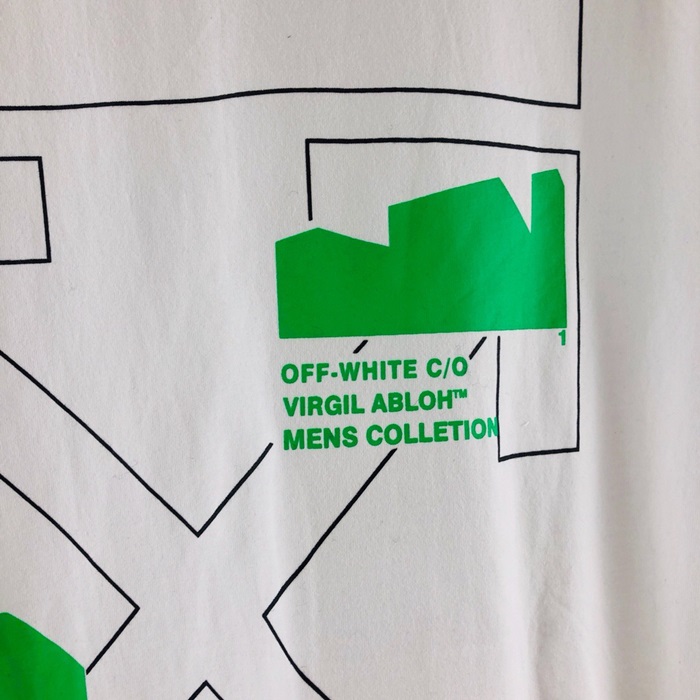 1
OFF-WHITE C/O
VIRGIL ABLOH™
MENS COLLETION